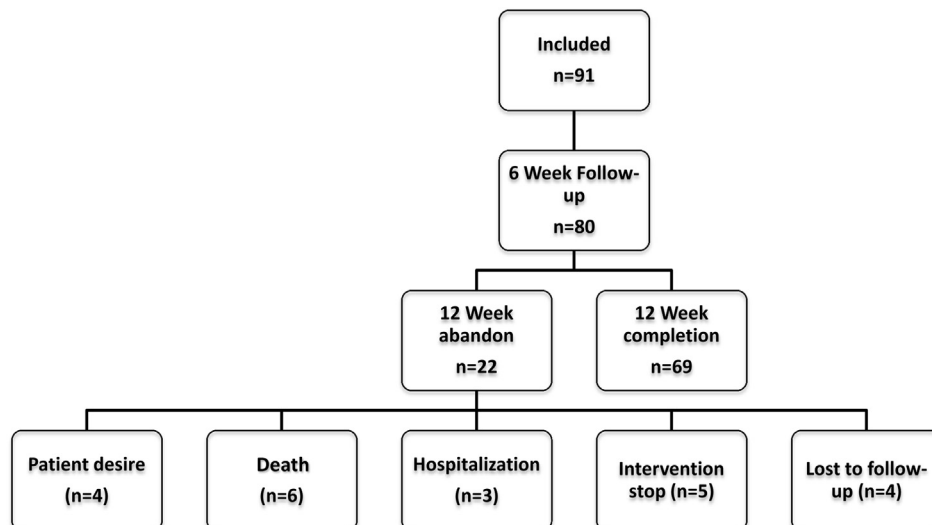 Included
n=91
6 Week Follow-
up
n=80
12 Week
abandon
n=22
12 Week
completion
n=69
Patient desire
(n=4)
Death
(n=6)
Hospitalization
(n=3)
Intervention
stop (n=5)
Lost to follow-
up (n=4)